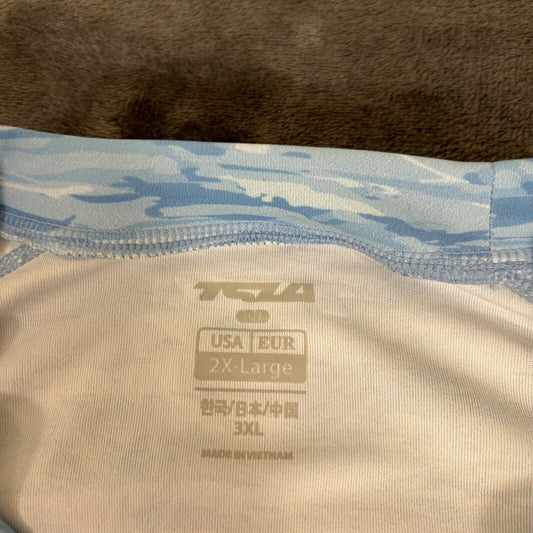 TSLA
USA EUR
2X-Large
한국/日本/中国
3XL
MADE IN VIETNAM